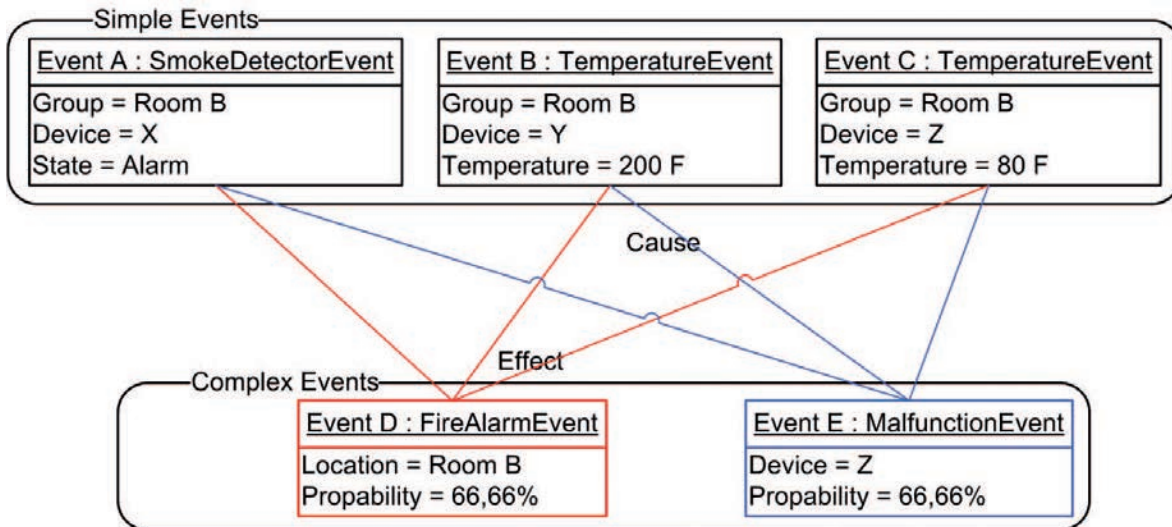 Simple Events
Event A : SmokeDetectorEvent
Group = Room B
Device = X
State = Alarm
Event B : TemperatureEvent
Group = Room B
Device = Y
Temperature = 200 F
Event C : TemperatureEvent
Group = Room B
Device = Z
Temperature = 80 F
Cause
Effect
Complex Events
Event D : FireAlarmEvent
Location = Room B
Propability = 66,66%
Event E : MalfunctionEvent
Device = Z
Propability = 66,66%